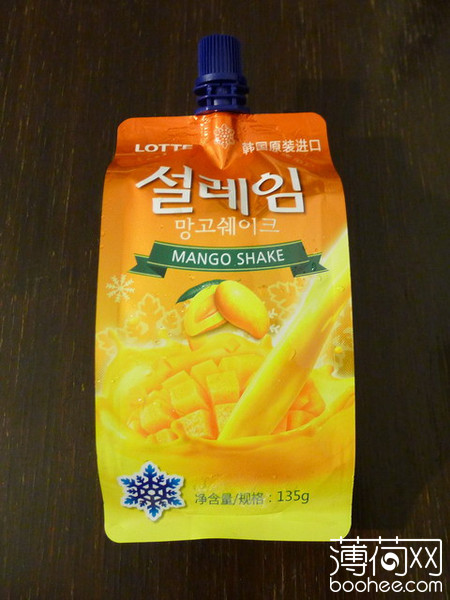 LOTTE
韩国原装进口
설레임
망고쉐이크
MANGO SHAKE
净含量/规格：135g
薄荷网
boohee.com